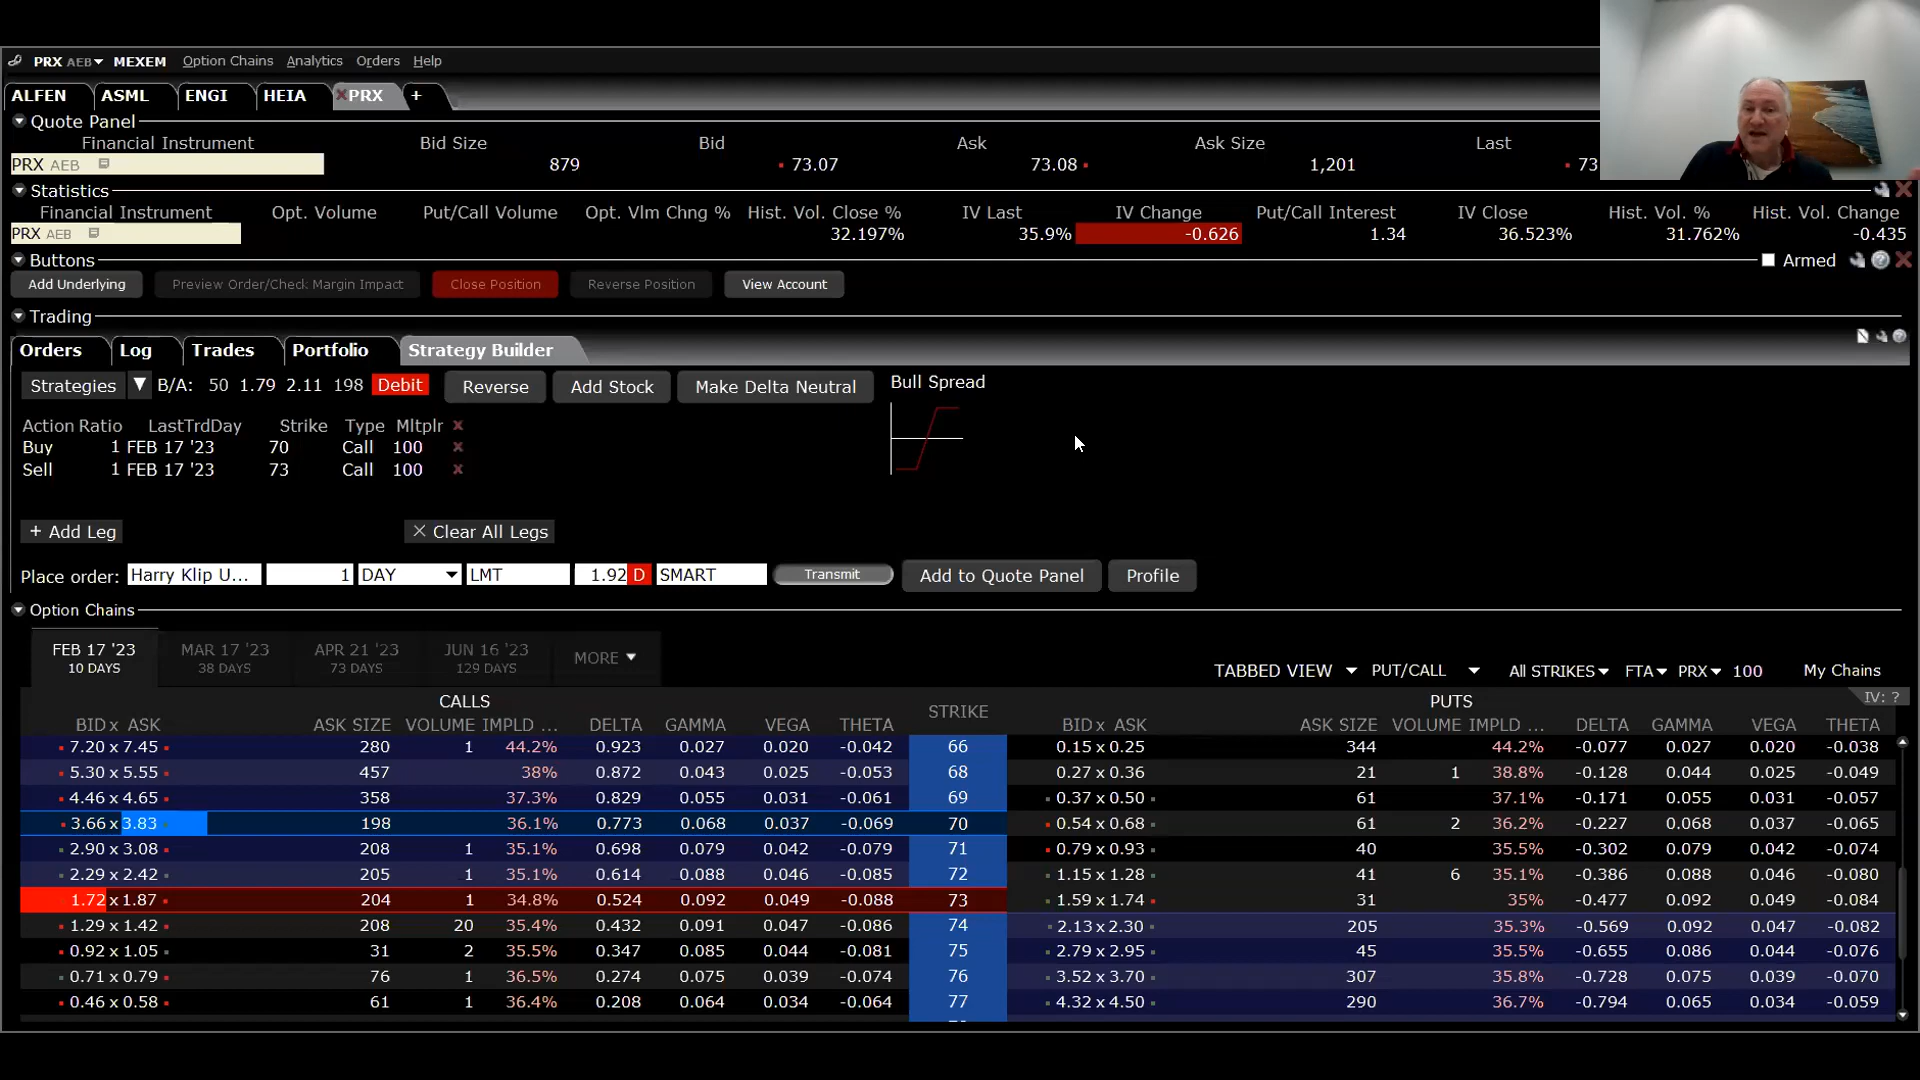 PRX AEB MEXEM Option Chains Analytics Orders Help
ALFEN ASML ENGI HEIA PRX +
Quote Panel
Financial Instrument Bid Size Bid Ask Ask Size Last
PRX AEB 879 73.07 73.08 1,201 73
Statistics
Financial Instrument Opt. Volume Put/Call Volume Opt. Vlm Chng % Hist. Vol. Close % IV Last IV Change Put/Call Interest IV Close Hist. Vol. % Hist. Vol. Change
PRX AEB 32.197% 35.9% -0.626 1.34 36.523% 31.762% -0.435
Buttons Armed
Add Underlying Preview Order/Check Margin Impact Close Position Reverse Position View Account
Trading
Orders Log Trades Portfolio Strategy Builder
Strategies B/A: 50 1.79 2.11 198 Debit Reverse Add Stock Make Delta Neutral Bull Spread
Action Ratio LastTrdDay Strike Type Mltplr x
Buy 1 FEB 17 '23 70 Call 100 x
Sell 1 FEB 17 '23 73 Call 100 x
+ Add Leg × Clear All Legs
Place order: Harry Klip U... 1 DAY LMT 1.92 D SMART Transmit Add to Quote Panel Profile
Option Chains
FEB 17 '23 MAR 17 '23 APR 21 '23 JUN 16 '23 MORE
10 DAYS 38 DAYS 73 DAYS 129 DAYS
TABBED VIEW PUT/CALL All STRIKES FTA PRX 100 My Chains
CALLS STRIKE PUTS IV: ?
BID x ASK ASK SIZE VOLUME IMPLD ... DELTA GAMMA VEGA THETA BID x ASK ASK SIZE VOLUME IMPLD ... DELTA GAMMA VEGA THETA
7.20 x 7.45 280 1 44.2% 0.923 0.027 0.020 -0.042 66 0.15 x 0.25 344 44.2% -0.077 0.027 0.020 -0.038
5.30 x 5.55 457 38% 0.872 0.043 0.025 -0.053 68 0.27 x 0.36 21 1 38.8% -0.128 0.044 0.025 -0.049
4.46 x 4.65 358 37.3% 0.829 0.055 0.031 -0.061 69 0.37 x 0.50 61 37.1% -0.171 0.055 0.031 -0.057
3.66 x 3.83 198 36.1% 0.773 0.068 0.037 -0.069 70 0.54 x 0.68 61 2 36.2% -0.227 0.068 0.037 -0.065
2.90 x 3.08 208 1 35.1% 0.698 0.079 0.042 -0.079 71 0.79 x 0.93 40 35.5% -0.302 0.079 0.042 -0.074
2.29 x 2.42 205 1 35.1% 0.614 0.088 0.046 -0.085 72 1.15 x 1.28 41 6 35.1% -0.386 0.088 0.046 -0.080
1.72 x 1.87 204 1 34.8% 0.524 0.092 0.049 -0.088 73 1.59 x 1.74 31 35% -0.477 0.092 0.049 -0.084
1.29 x 1.42 208 20 35.4% 0.432 0.091 0.047 -0.086 74 2.13 x 2.30 205 35.3% -0.569 0.092 0.047 -0.082
0.92 x 1.05 31 2 35.5% 0.347 0.085 0.044 -0.081 75 2.79 x 2.95 45 35.5% -0.655 0.086 0.044 -0.076
0.71 x 0.79 76 1 36.5% 0.274 0.075 0.039 -0.074 76 3.52 x 3.70 307 35.8% -0.728 0.075 0.039 -0.070
0.46 x 0.58 61 1 36.4% 0.208 0.064 0.034 -0.064 77 4.32 x 4.50 290 36.7% -0.794 0.065 0.034 -0.059